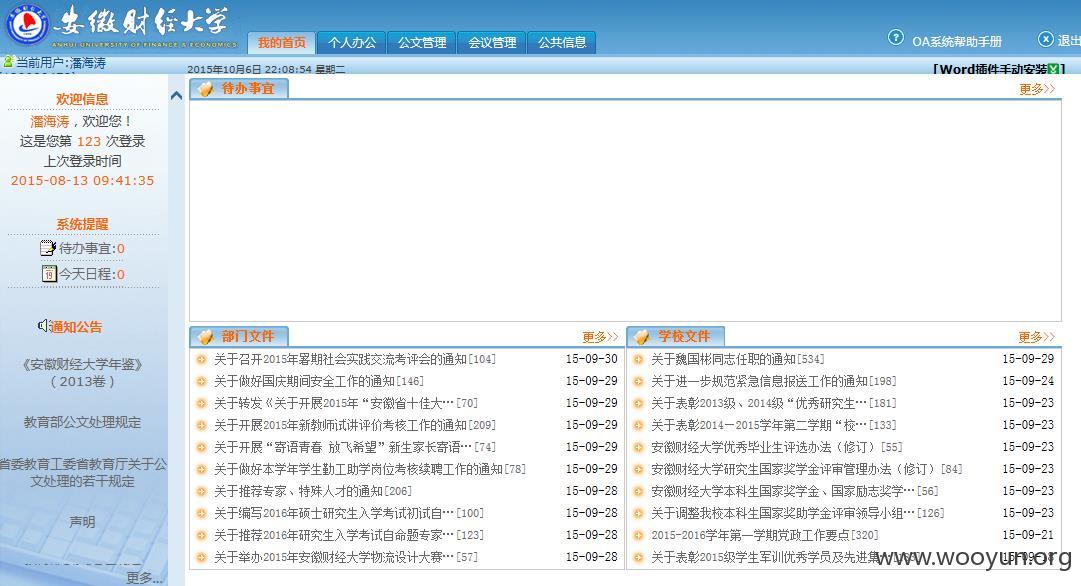 安徽财经大学
ANHUI UNIVERSITY OF FINANCE & ECONOMICS
我的首页 个人办公 公文管理 会议管理 公共信息
OA系统帮助手册 退出
当前用户:潘海涛
2015年10月6日 22:08:54 星期二
[Word插件手动安装]
欢迎信息
潘海涛，欢迎您！
这是您第 123 次登录
上次登录时间
2015-08-13 09:41:35
系统提醒
待办事宜:0
今天日程:0
通知公告
《安徽财经大学年鉴》
（2013卷）
教育部公文处理规定
省委教育工委省教育厅关于公
文处理的若干规定
声明
更多...
待办事宜 更多>>
部门文件 更多>>
关于召开2015年暑期社会实践交流考评会的通知[104] 15-09-30
关于做好国庆期间安全工作的通知[146] 15-09-29
关于转发《关于开展2015年“安徽省十佳大…[70] 15-09-29
关于开展2015年新教师试讲评价考核工作的通知[209] 15-09-29
关于开展“寄语青春 放飞希望”新生家长寄语…[74] 15-09-29
关于做好本学年学生勤工助学岗位考核续聘工作的通知[78] 15-09-29
关于推荐专家、特殊人才的通知[206] 15-09-28
关于编写2016年硕士研究生入学考试初试自…[100] 15-09-28
关于推荐2016年研究生入学考试自命题专家…[123] 15-09-28
关于举办2015年安徽财经大学物流设计大赛…[57] 15-09-28
学校文件 更多>>
关于魏国彬同志任职的通知[534] 15-09-29
关于进一步规范紧急信息报送工作的通知[198] 15-09-24
关于表彰2013级、2014级“优秀研究生…[181] 15-09-23
关于表彰2014－2015学年第二学期“校…[133] 15-09-23
安徽财经大学优秀毕业生评选办法（修订）[55] 15-09-23
安徽财经大学研究生国家奖学金评审管理办法（修订）[84] 15-09-23
安徽财经大学本科生国家奖学金、国家励志奖学…[56] 15-09-23
关于调整我校本科生国家奖助学金评审领导小组…[126] 15-09-23
2015-2016学年第一学期党政工作要点[320] 15-09-21
关于表彰2015级学生军训优秀学员及先进集
www.wooyun.org